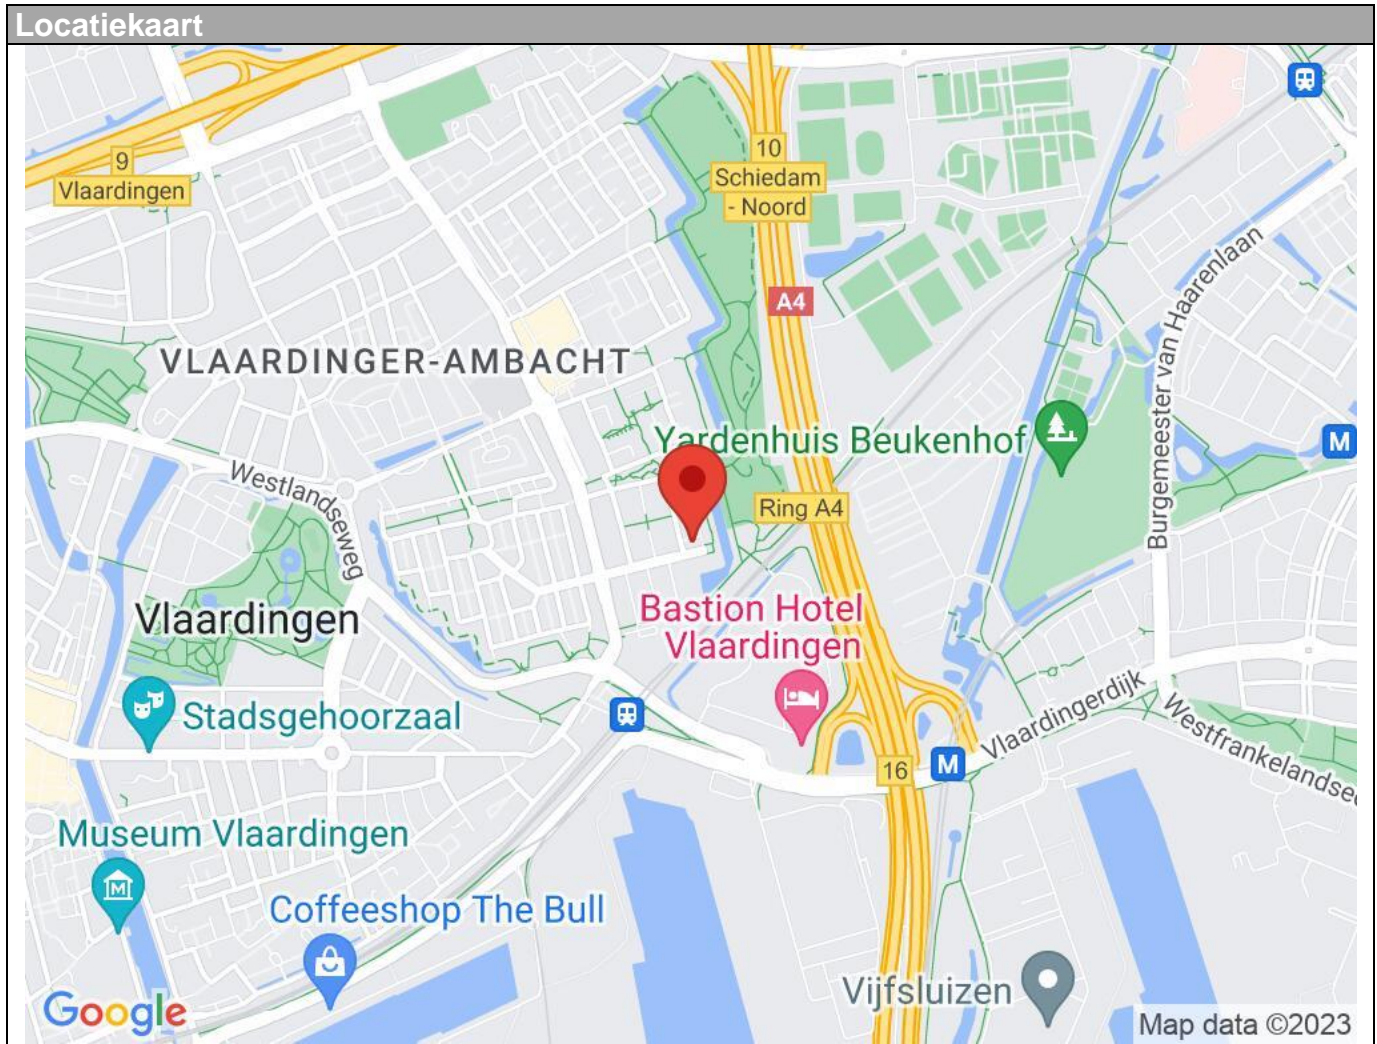 Locatiekaart
9
Vlaardingen
10
Schiedam
- Noord
A4
Burgemeester van Haarenlaan
VLAARDINGER-AMBACHT
Yardenhuis Beukenhof
M
Westlandseweg
Ring A4
Vlaardingen
Bastion Hotel
Vlaardingen
Stadsgehoorzaal
Vlaardingerdijk
16
M
Museum Vlaardingen
M
Coffeeshop The Bull
Vijfsluizen
Google
Map data ©2023